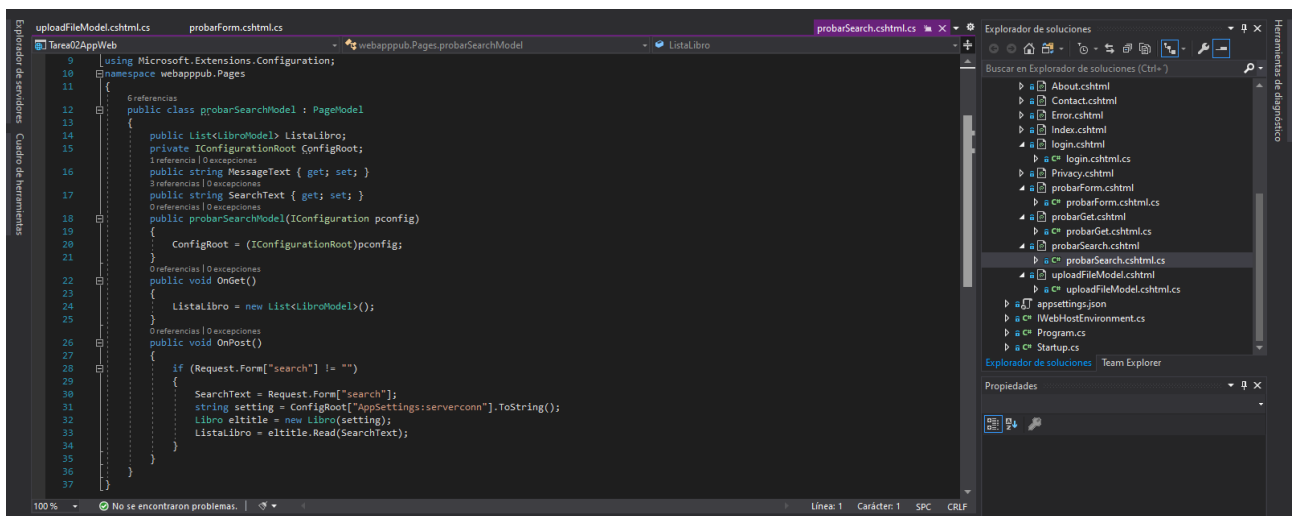 uploadFileModel.cshtml.cs
probarForm.cshtml.cs
probarSearch.cshtml.cs
Explorador de servidores
Cuadro de herramientas
Tarea02AppWeb
webapppub.Pages.probarSearchModel
ListaLibro
9 using Microsoft.Extensions.Configuration;
10 namespace webapppub.Pages
11 {
6 referencias
12 public class probarSearchModel : PageModel
13 {
14 public List<LibroModel> ListaLibro;
15 private IConfigurationRoot ConfigRoot;
1 referencia | 0 excepciones
16 public string MessageText { get; set; }
3 referencias | 0 excepciones
17 public string SearchText { get; set; }
0 referencias | 0 excepciones
18 public probarSearchModel(IConfiguration pconfig)
19 {
20 ConfigRoot = (IConfigurationRoot)pconfig;
21 }
0 referencias | 0 excepciones
22 public void OnGet()
23 {
24 ListaLibro = new List<LibroModel>();
25 }
0 referencias | 0 excepciones
26 public void OnPost()
27 {
28 if (Request.Form["search"] != "")
29 {
30 SearchText = Request.Form["search"];
31 string setting = ConfigRoot["AppSettings:serverconn"].ToString();
32 Libro eltitle = new Libro(setting);
33 ListaLibro = eltitle.Read(SearchText);
34 }
35 }
36 }
37 }
100 %
No se encontraron problemas.
Línea: 1 Carácter: 1 SPC CRLF
Explorador de soluciones
Buscar en Explorador de soluciones (Ctrl+´)
About.cshtml
Contact.cshtml
Error.cshtml
Index.cshtml
login.cshtml
C# login.cshtml.cs
Privacy.cshtml
probarForm.cshtml
C# probarForm.cshtml.cs
probarGet.cshtml
C# probarGet.cshtml.cs
probarSearch.cshtml
C# probarSearch.cshtml.cs
uploadFileModel.cshtml
C# uploadFileModel.cshtml.cs
appsettings.json
C# IWebHostEnvironment.cs
C# Program.cs
C# Startup.cs
Explorador de soluciones Team Explorer
Propiedades
Herramientas de diagnóstico